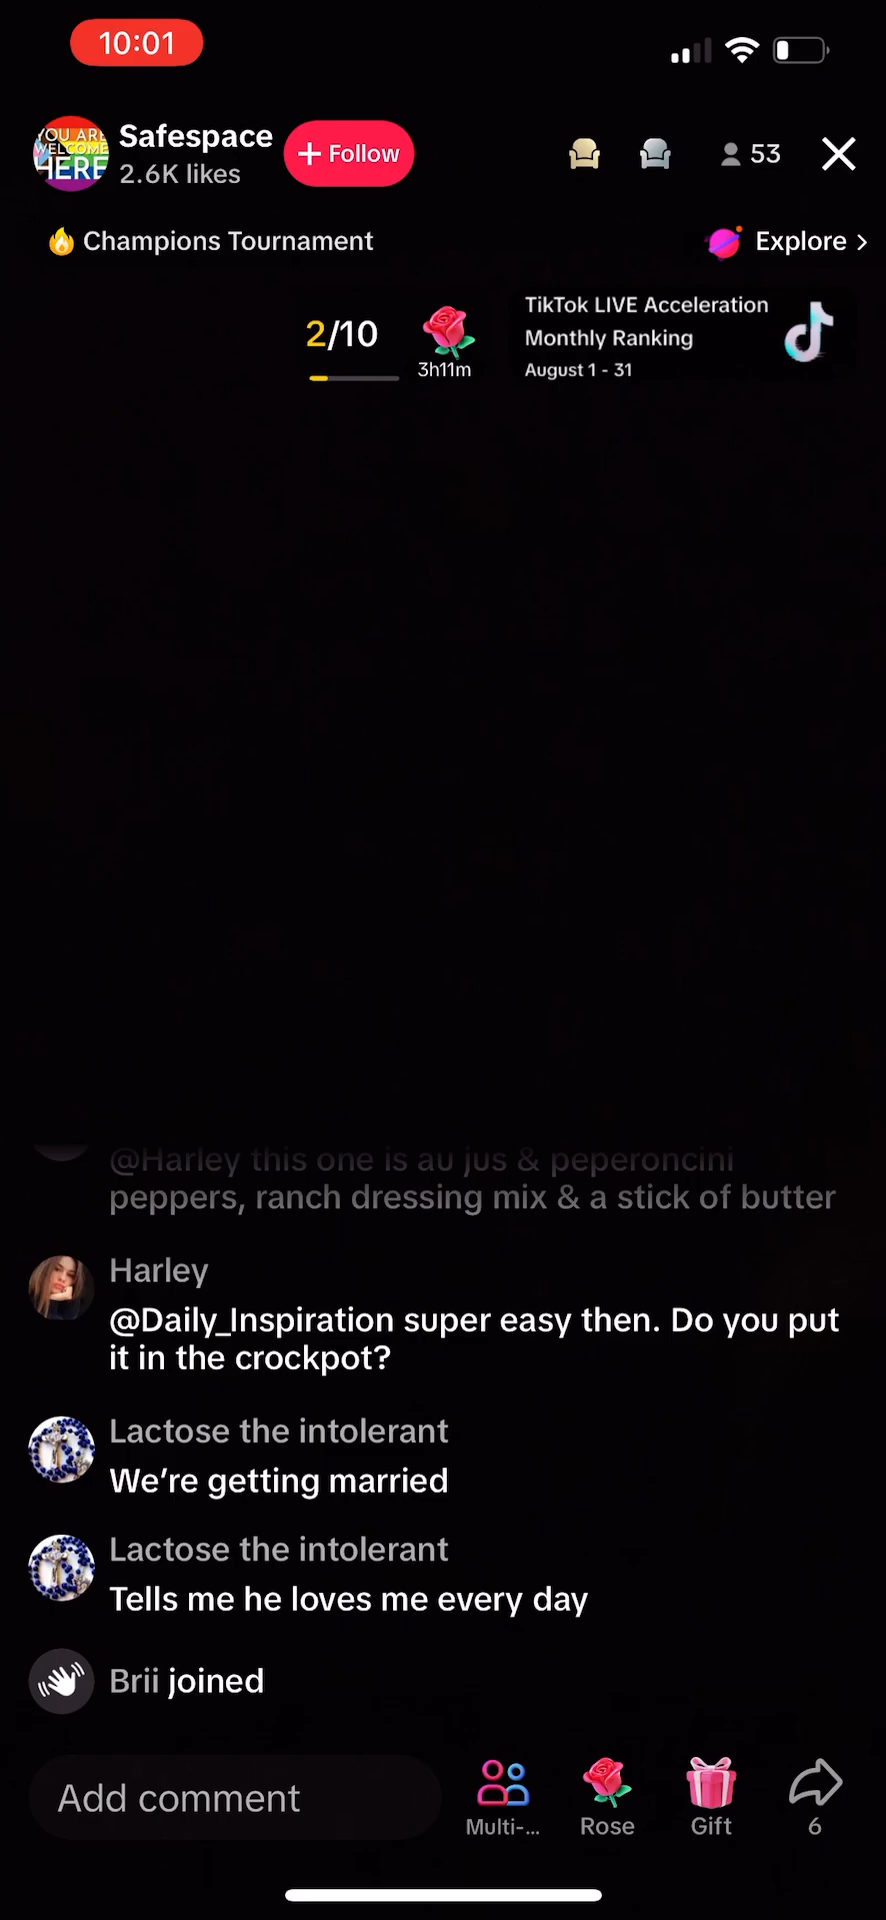 10:01
YOU ARE
WELCOME
HERE
Safespace
2.6K likes
+ Follow
53
Champions Tournament
Explore >
2/10
3h11m
TikTok LIVE Acceleration
Monthly Ranking
August 1 - 31
@Harley this one is au jus & peperoncini
peppers, ranch dressing mix & a stick of butter
Harley
@Daily_Inspiration super easy then. Do you put
it in the crockpot?
Lactose the intolerant
We’re getting married
Lactose the intolerant
Tells me he loves me every day
Brii joined
Add comment
Multi-...
Rose
Gift
6